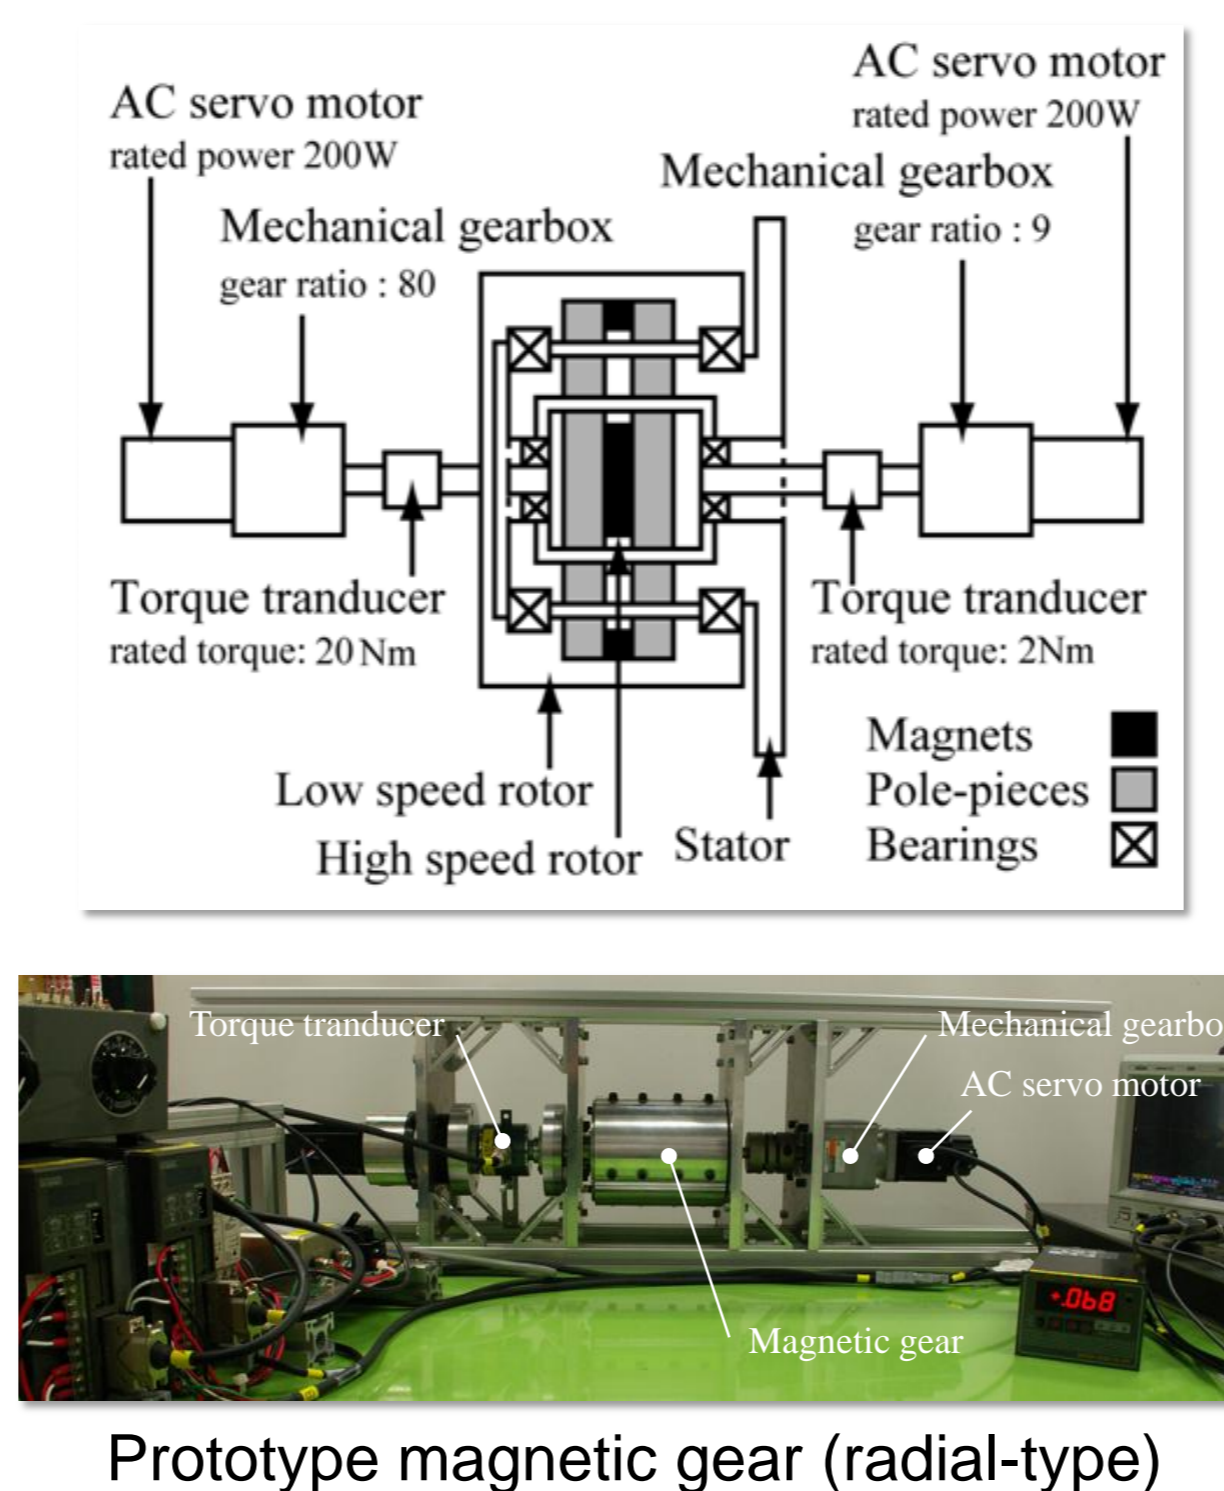 AC servo motor
rated power 200W
AC servo motor
rated power 200W
Mechanical gearbox
gear ratio : 9
Mechanical gearbox
gear ratio : 80
Torque tranducer
rated torque: 20 Nm
Torque tranducer
rated torque: 2Nm
Low speed rotor
High speed rotor
Stator
Magnets
Pole-pieces
Bearings
Torque tranducer
Mechanical gearbo
AC servo motor
Magnetic gear
+.068
Prototype magnetic gear (radial-type)